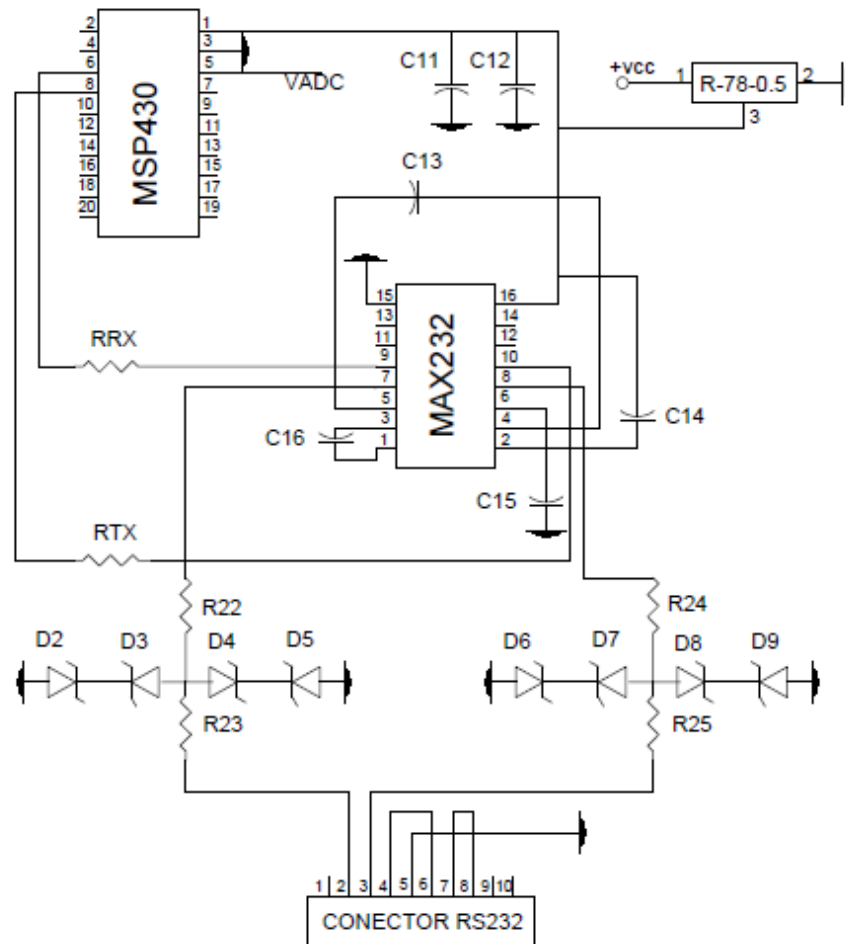 MSP430
2 1
4 3
6 5
8 7
10 9
12 11
14 13
16 15
18 17
20 19
VADC
C11
C12
+vcc
1
R-78-0.5
2
3
C13
MAX232
15 16
13 14
11 12
9 10
7 8
5 6
3 4
1 2
RRX
C16
C14
C15
RTX
R22
R24
D2
D3
D4
D5
D6
D7
D8
D9
R23
R25
1 2 3 4 5 6 7 8 9 10
CONECTOR RS232